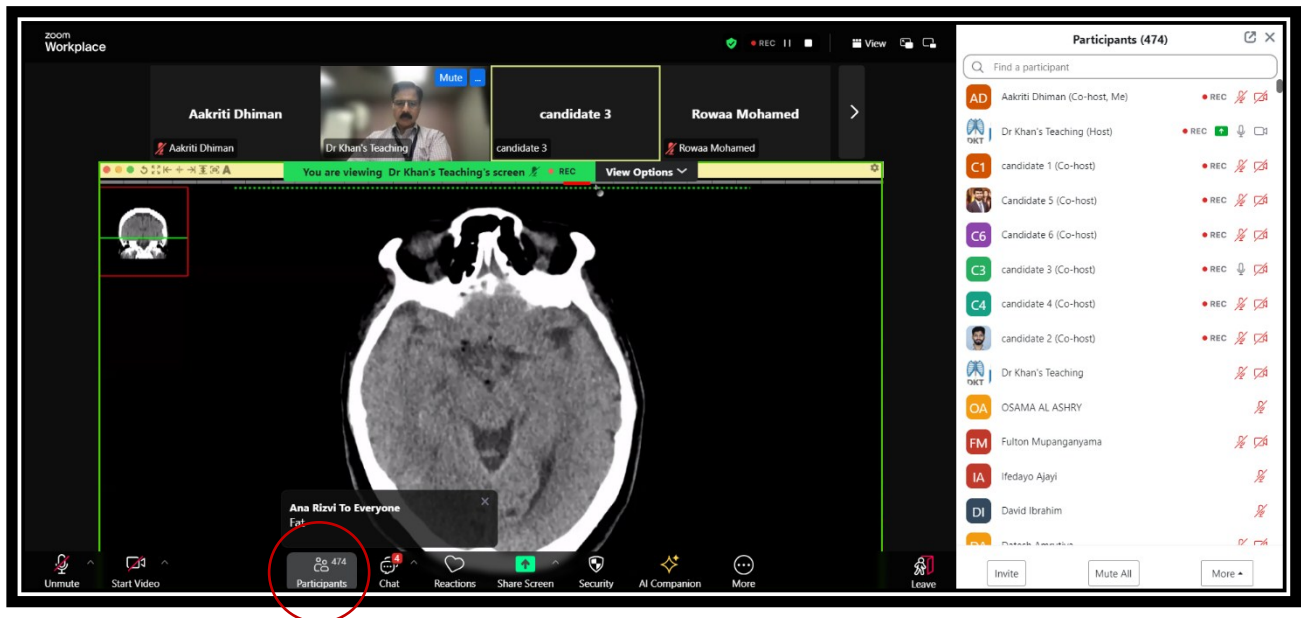 zoom
Workplace
REC
View
Aakriti Dhiman
Aakriti Dhiman
Mute
...
Dr Khan's Teaching
candidate 3
candidate 3
Rowaa Mohamed
Rowaa Mohamed
A
You are viewing Dr Khan's Teaching's screen
REC
View Options
Ana Rizvi To Everyone
Fat
Unmute
Start Video
474
Participants
4
Chat
Reactions
Share Screen
Security
AI Companion
More
Leave
Participants (474)
Find a participant
AD Aakriti Dhiman (Co-host, Me) REC
DKT Dr Khan's Teaching (Host) REC
C1 candidate 1 (Co-host) REC
Candidate 5 (Co-host) REC
C6 Candidate 6 (Co-host) REC
C3 candidate 3 (Co-host) REC
C4 candidate 4 (Co-host) REC
candidate 2 (Co-host) REC
DKT Dr Khan's Teaching
OA OSAMA AL ASHRY
FM Fulton Mupanganyama
IA Ifedayo Ajayi
DI David Ibrahim
Invite
Mute All
More